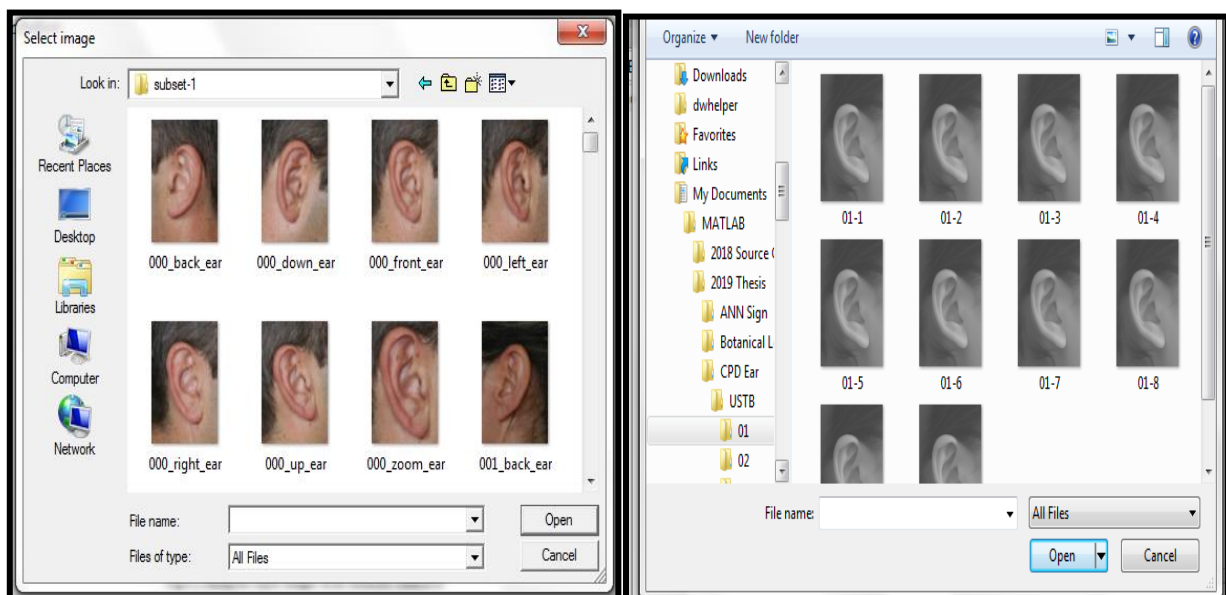 Select image
Look in: subset-1
Recent Places
Desktop
Libraries
Computer
Network
000_back_ear 000_down_ear 000_front_ear 000_left_ear
000_right_ear 000_up_ear 000_zoom_ear 001_back_ear
File name: Open
Files of type: All Files Cancel
Organize New folder
Downloads
dwhelper
Favorites
Links
My Documents
MATLAB
2018 Source
2019 Thesis
ANN Sign
Botanical L
CPD Ear
USTB
01
02
01-1 01-2 01-3 01-4
01-5 01-6 01-7 01-8
File name: All Files
Open Cancel